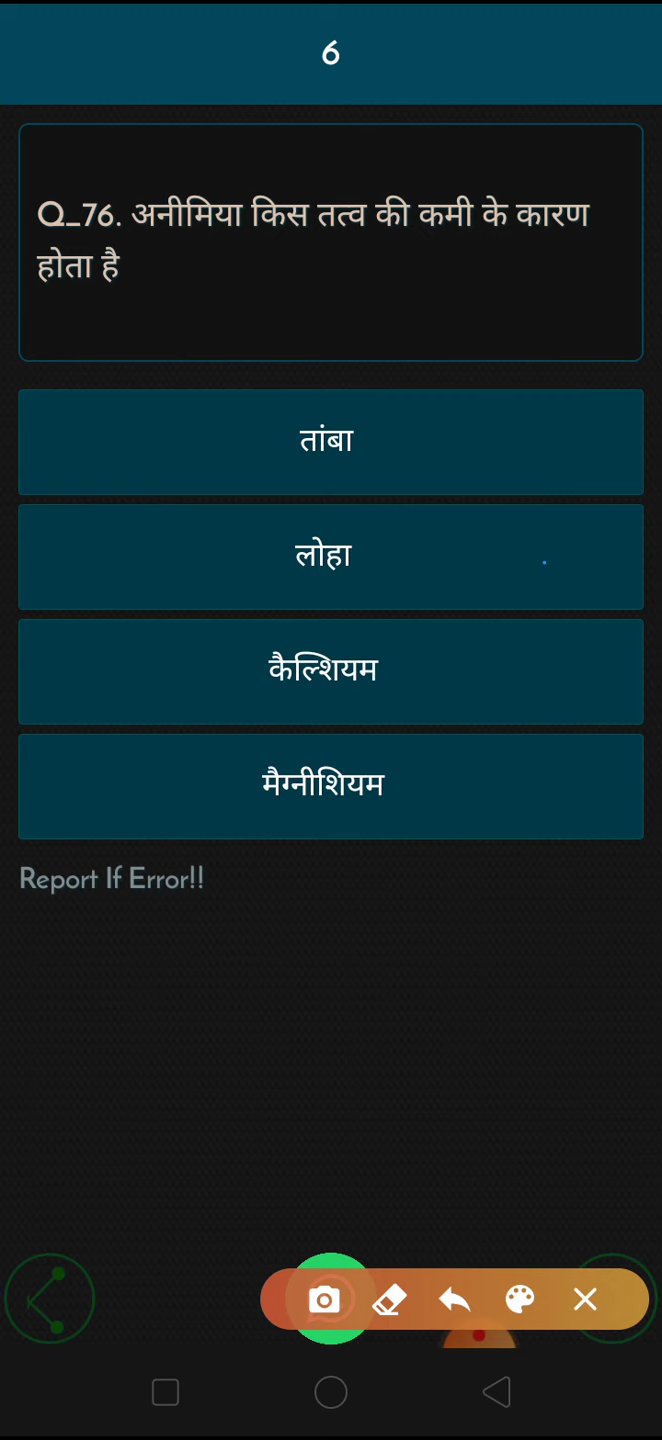 6
Q_76. अनीमिया किस तत्व की कमी के कारण
होता है
तांबा
लोहा
कैल्शियम
मैग्नीशियम
Report If Error!!